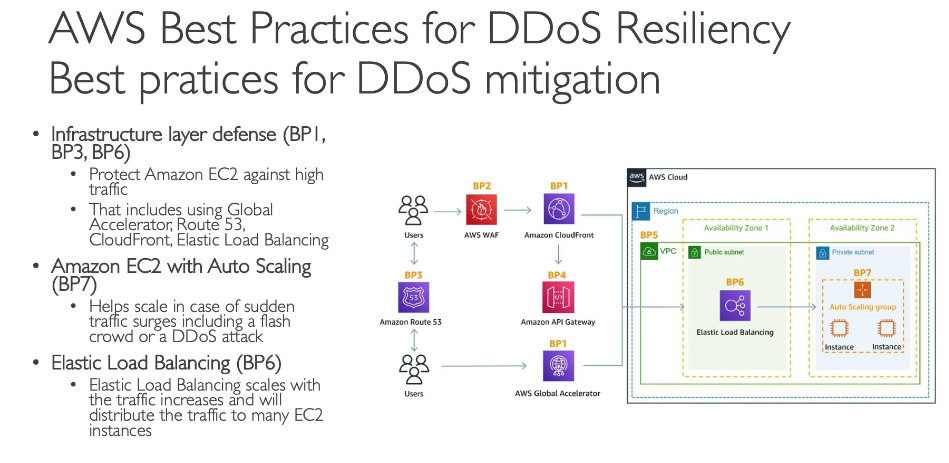 AWS Best Practices for DDoS Resiliency
Best pratices for DDoS mitigation
• Infrastructure layer defense (BP1,
BP3, BP6)
• Protect Amazon EC2 against high
traffic
• That includes using Global
Accelerator, Route 53,
CloudFront, Elastic Load Balancing
• Amazon EC2 with Auto Scaling
(BP7)
• Helps scale in case of sudden
traffic surges including a flash
crowd or a DDoS attack
• Elastic Load Balancing (BP6)
• Elastic Load Balancing scales with
the traffic increases and will
distribute the traffic to many EC2
instances
Users
BP2
AWS WAF
BP1
Amazon CloudFront
BP3
53
Amazon Route 53
BP4
Amazon API Gateway
Users
BP1
AWS Global Accelerator
aws
AWS Cloud
Region
BP5
VPC
Availability Zone 1
Public subnet
BP6
Elastic Load Balancing
Availability Zone 2
Private subnet
BP7
Auto Scaling group
Instance
Instance